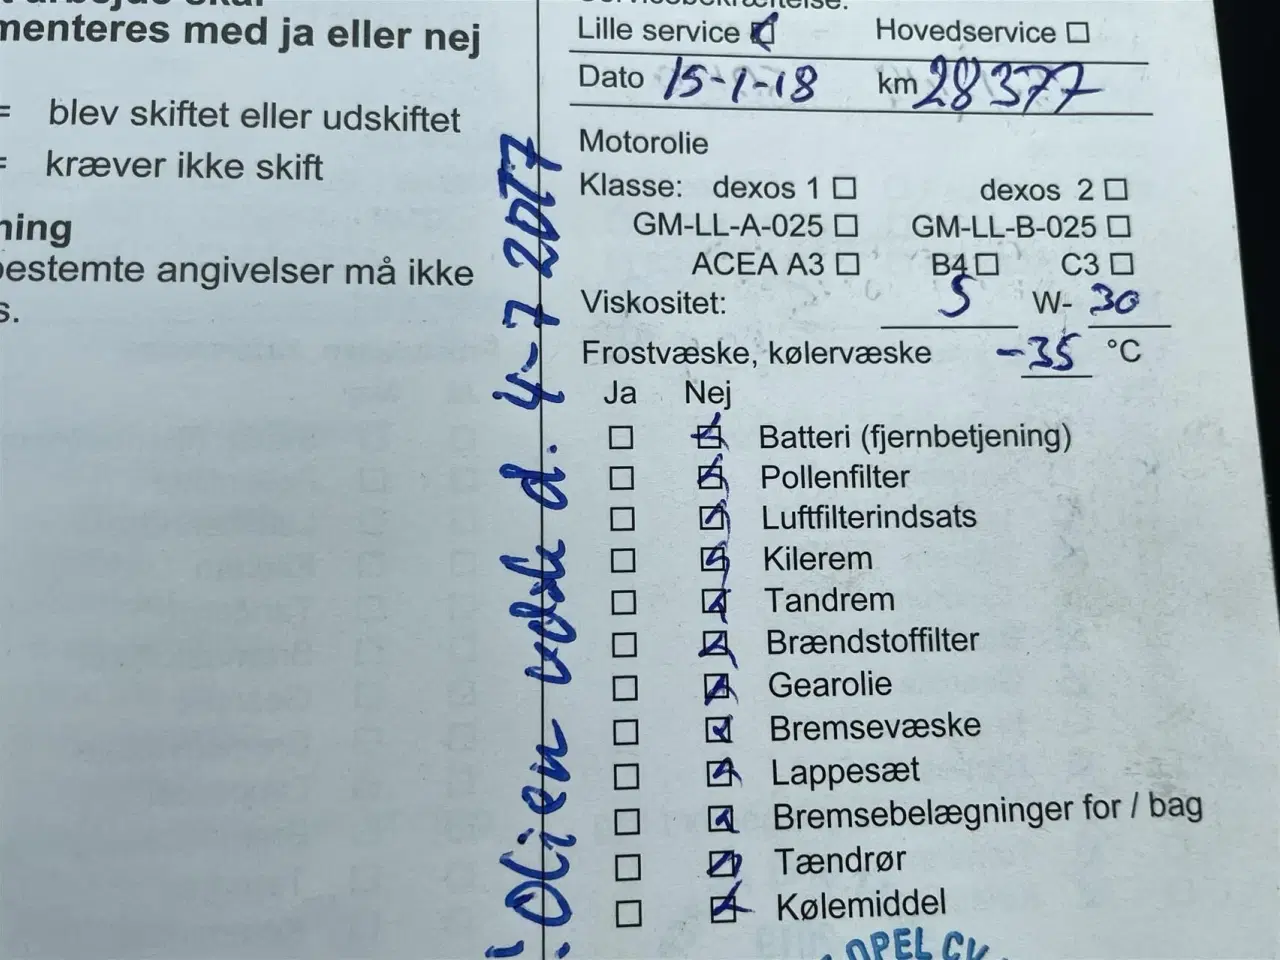 menteres med ja eller nej
= blev skiftet eller udskiftet
= kræver ikke skift
ning
bestemte angivelser må ikke
s.
Olien d. 4-7 2017
Lille service Hovedservice
Dato 15-1-18 km 28377
Motorolie
Klasse: dexos 1 dexos 2
GM-LL-A-025 GM-LL-B-025
ACEA A3 B4 C3
Viskositet: 5 W- 30
Frostvæske, kølervæske -35 °C
Ja Nej
Batteri (fjernbetjening)
Pollenfilter
Luftfilterindsats
Kilerem
Tandrem
Brændstoffilter
Gearolie
Bremsevæske
Lappesæt
Bremsebelægninger for / bag
Tændrør
Kølemiddel
OPEL CV